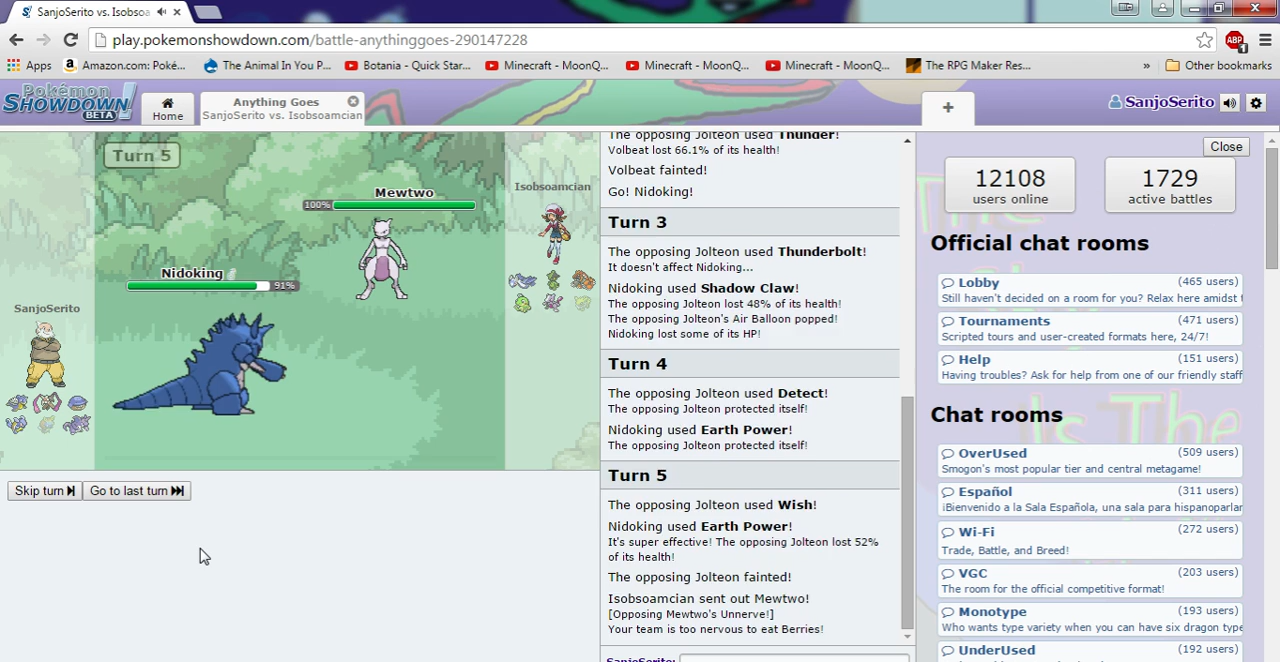 SanjoSerito vs. Isobsoa
play.pokemonshowdown.com/battle-anythinggoes-290147228
ABP
1
Apps
Amazon.com: Poké...
The Animal In You P...
Botania - Quick Star...
Minecraft - MoonQ...
Minecraft - MoonQ...
Minecraft - MoonQ...
The RPG Maker Res...
»
Other bookmarks
Pokémon
SHOWDOWN!
BETA
Home
Anything Goes
SanjoSerito vs. Isobsoamcian
+
SanjoSerito
Turn 5
Mewtwo
100%
Nidoking
91%
Isobsoamcian
SanjoSerito
Skip turn
Go to last turn
The opposing Jolteon used Thunder!
Volbeat lost 66.1% of its health!
Volbeat fainted!
Go! Nidoking!
Turn 3
The opposing Jolteon used Thunderbolt!
It doesn't affect Nidoking...
Nidoking used Shadow Claw!
The opposing Jolteon lost 48% of its health!
The opposing Jolteon's Air Balloon popped!
Nidoking lost some of its HP!
Turn 4
The opposing Jolteon used Detect!
The opposing Jolteon protected itself!
Nidoking used Earth Power!
The opposing Jolteon protected itself!
Turn 5
The opposing Jolteon used Wish!
Nidoking used Earth Power!
It's super effective! The opposing Jolteon lost 52%
of its health!
The opposing Jolteon fainted!
Isobsoamcian sent out Mewtwo!
[Opposing Mewtwo's Unnerve!]
Your team is too nervous to eat Berries!
SanjoSerito:
Close
12108
users online
1729
active battles
Official chat rooms
Lobby
(465 users)
Still haven't decided on a room for you? Relax here amidst t
Tournaments
(471 users)
Scripted tours and user-created formats here, 24/7!
Help
(151 users)
Having troubles? Ask for help from one of our friendly staff
Chat rooms
OverUsed
(509 users)
Smogon's most popular tier and central metagame!
Español
(311 users)
¡Bienvenido a la Sala Española, una sala para hispanoparlar
Wi-Fi
(272 users)
Trade, Battle, and Breed!
VGC
(203 users)
The room for the official competitive format!
Monotype
(193 users)
Who wants type variety when you can have six dragon type
UnderUsed
(192 users)